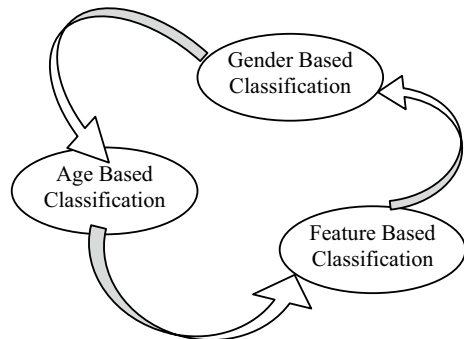 Gender Based
Classification
Age Based
Classification
Feature Based
Classification